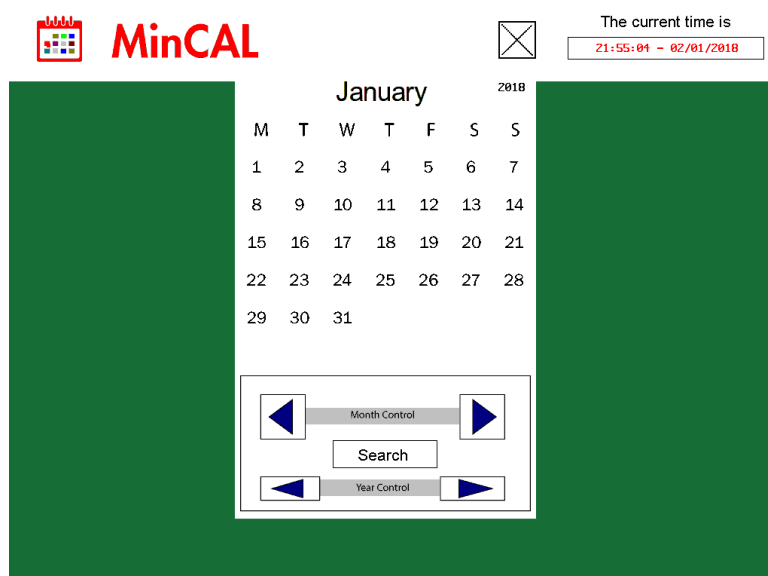 MinCAL
The current time is
21:55:04 - 02/01/2018
January
2018
M T W T F S S
1 2 3 4 5 6 7
8 9 10 11 12 13 14
15 16 17 18 19 20 21
22 23 24 25 26 27 28
29 30 31
Month Control
Search
Year Control